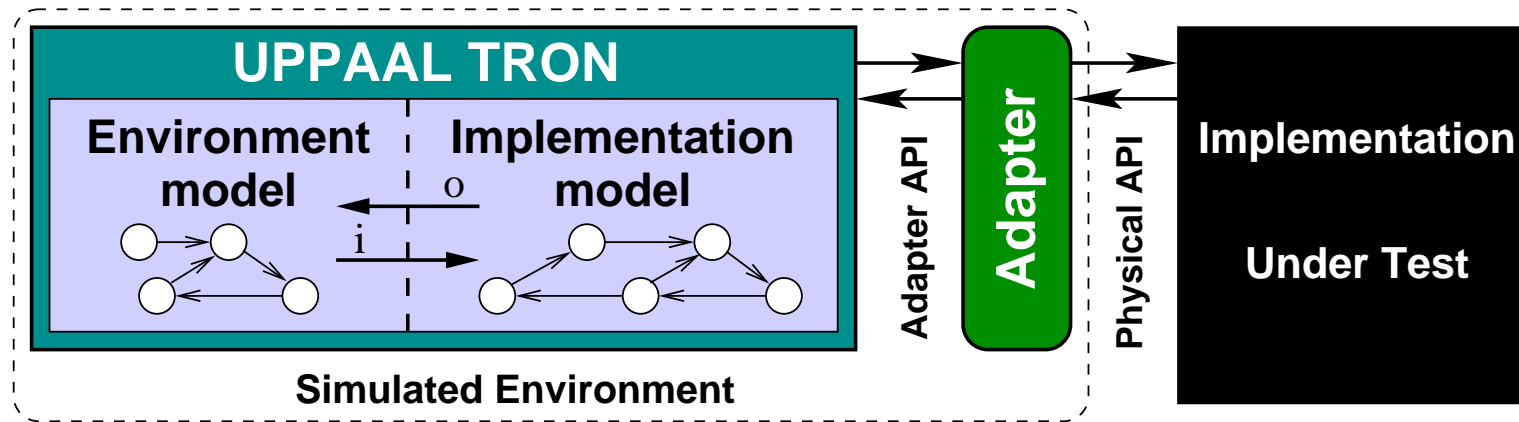 UPPAAL TRON
Environment
model
Implementation
model
o
i
Simulated Environment
Adapter API
Adapter
Physical API
Implementation
Under Test